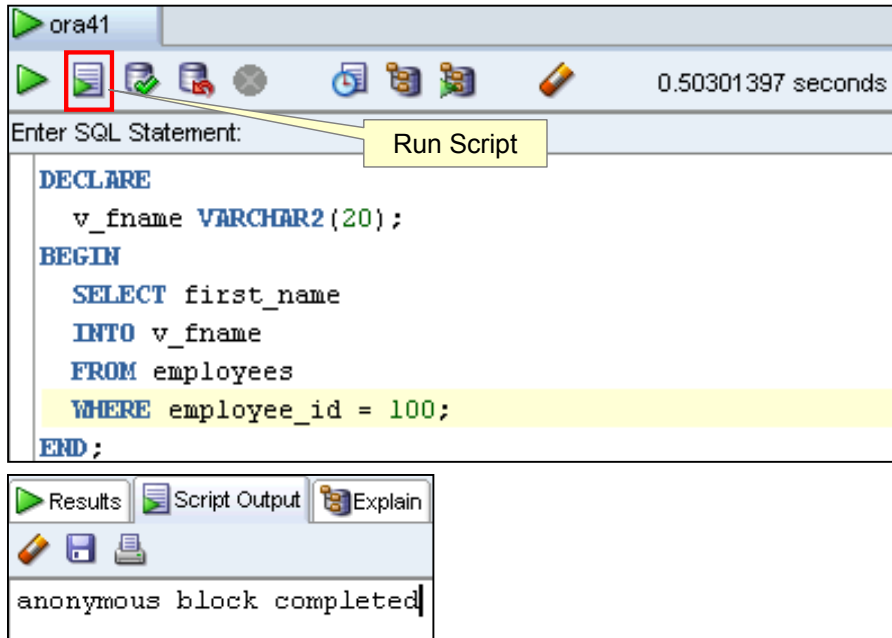 ora41
0.50301397 seconds
Enter SQL Statement:
Run Script
DECLARE
v_fname VARCHAR2(20);
BEGIN
SELECT first_name
INTO v_fname
FROM employees
WHERE employee_id = 100;
END;
Results Script Output Explain
anonymous block completed